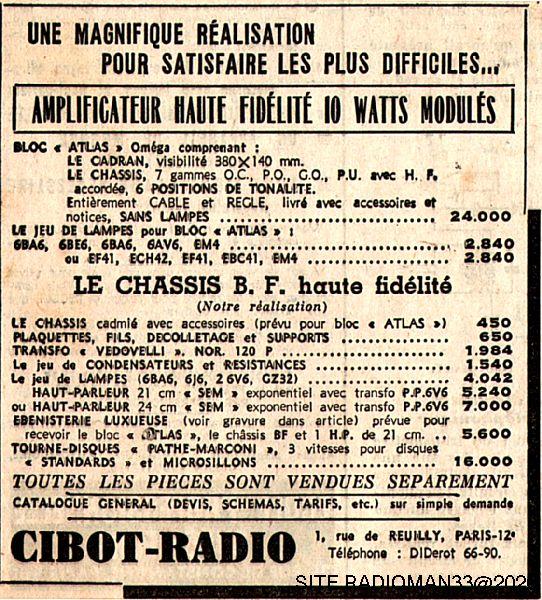 UNE MAGNIFIQUE RÉALISATION
POUR SATISFAIRE LES PLUS DIFFICILES...
AMPLIFICATEUR HAUTE FIDÉLITÉ 10 WATTS MODULÉS
BLOC « ATLAS » Oméga comprenant :
LE CADRAN, visibilité 380×140 mm.
LE CHASSIS, 7 gammes O.C., P.O., G.O., P.U. avec H. F.
accordée, 6 POSITIONS DE TONALITE.
Entièrement CABLE et REGLE, livré avec accessoires et
notices, SANS LAMPES .......................... 24.000
LE JEU DE LAMPES pour BLOC « ATLAS » :
6BA6, 6BE6, 6BA6, 6AV6, EM4 .......................... 2.840
ou EF41, ECH42, EF41, EBC41, EM4 .................. 2.840
LE CHASSIS B. F. haute fidélité
(Notre réalisation)
LE CHASSIS cadmié avec accessoires (prévu pour bloc « ATLAS ») 450
PLAQUETTES, FILS, DECOLLETAGE et SUPPORTS .............. 650
TRANSFO « VEDOVELLI », NOR. 120 P ...................... 1.984
Le jeu de CONDENSATEURS et RESISTANCES .................. 1.540
Le jeu de LAMPES (6BA6, 6J6, 2 6V6, GZ32) .................. 4.042
HAUT-PARLEUR 21 cm « SEM » exponentiel avec transfo P.P.6V6 5.240
ou HAUT-PARLEUR 24 cm « SEM » exponentiel avec transfo P.P.6V6 7.000
EBENISTERIE LUXUEUSE (voir gravure dans article) prévue pour
recevoir le bloc « ATLAS », le châssis BF et 1 H.P. de 21 cm. .. 5.600
TOURNE-DISQUES « PATHE-MARCONI », 3 vitesses pour disques
« STANDARDS » et MICROSILLONS ...................... 16.000
TOUTES LES PIECES SONT VENDUES SEPAREMENT
CATALOGUE GENERAL (DEVIS, SCHEMAS, TARIFS, etc.) sur simple demande
CIBOT-RADIO
1, rue de REUILLY, PARIS-12e
Téléphone : DIDerot 66-90.
SITE RADIOMAN33@202